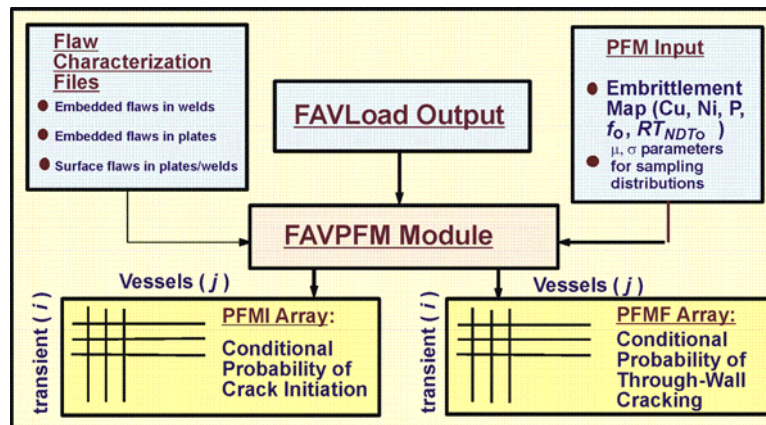 Flaw
Characterization
Files
● Embedded flaws in welds
● Embedded flaws in plates
● Surface flaws in plates/welds
FAVLoad Output
PFM Input
● Embrittlement
Map (Cu, Ni, P,
fo, RTNDTo )
● μ, σ parameters
for sampling
distributions
FAVPFM Module
Vessels ( j )
transient ( i )
PFMI Array:
Conditional
Probability of
Crack Initiation
Vessels ( j )
transient ( i )
PFMF Array:
Conditional
Probability of
Through-Wall
Cracking